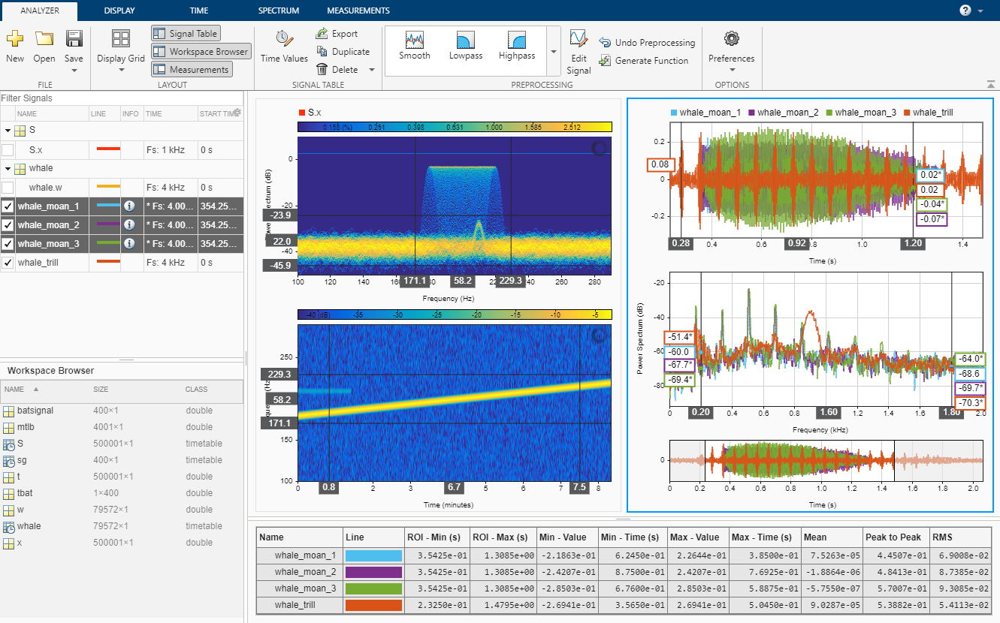 ANALYZER DISPLAY TIME SPECTRUM MEASUREMENTS ?
New Open Save
Display Grid
Signal Table
Workspace Browser
Measurements
Time Values
Export
Duplicate
Delete
Smooth Lowpass Highpass
Edit Signal
Undo Preprocessing
Generate Function
Preferences
FILE LAYOUT SIGNAL TABLE PREPROCESSING OPTIONS
Filter Signals
NAME LINE INFO TIME START TIME
S
S.x Fs: 1 kHz 0 s
whale
whale.w Fs: 4 kHz 0 s
whale_moan_1 i * Fs: 4.00... 354.25...
whale_moan_2 i * Fs: 4.00... 354.25...
whale_moan_3 i * Fs: 4.00... 354.25...
whale_trill Fs: 4 kHz 0 s
Workspace Browser
NAME SIZE CLASS
batsignal 400×1 double
mtlb 4001×1 double
S 500001×1 timetable
sg 400×1 double
t 500001×1 double
tbat 1×400 double
w 79572×1 double
whale 79572×1 timetable
x 500001×1 double
S.x
0.158 (%) 0.251 0.398 0.631 1.000 1.585 2.512
0
-20
-23.9
22.0
-40
-45.9
100 120 140 160 171.1 58.2 229.3 240 260 280
Frequency (Hz)
-40 (dB) -35 -30 -25 -20 -15 -10 -5
250
229.3
58.2
171.1
150
100
0 0.8 2 3 6.7 5 6 7.5 8
Time (minutes)
whale_moan_1 whale_moan_2 whale_moan_3 whale_trill
0.2
0.08
0
-0.2
0.02*
0.02
-0.04*
-0.07*
0.28 0.4 0.6 0.92 1.0 1.20 1.4
Time (s)
Power Spectrum (dB)
-20
-40
-51.4*
-60
-60.0
-67.7*
-69.4*
-80
-64.0*
-68.6
-69.7*
-70.3*
0 0.20 0.4 0.6 0.8 1.60 1.2 1.4 1.6 1.80 2.0
Frequency (kHz)
0
0 0.2 0.4 0.6 0.8 1.0 1.2 1.4 1.6 1.8 2.0
Time (s)
Name Line ROI - Min (s) ROI - Max (s) Min - Value Min - Time (s) Max - Value Max - Time (s) Mean Peak to Peak RMS
whale_moan_1 3.5425e-01 1.3085e+00 -2.1863e-01 6.2450e-01 2.2644e-01 3.8500e-01 7.5263e-05 4.4507e-01 6.9008e-02
whale_moan_2 3.5425e-01 1.3085e+00 -2.4207e-01 8.7500e-01 2.4207e-01 7.6925e-01 -1.8864e-06 4.8413e-01 8.7385e-02
whale_moan_3 3.5425e-01 1.3085e+00 -2.8503e-01 6.7600e-01 2.8503e-01 5.8875e-01 -5.7550e-07 5.7007e-01 9.3085e-02
whale_trill 2.3250e-01 1.4795e+00 -2.6941e-01 3.5650e-01 2.6941e-01 5.0450e-01 9.0287e-05 5.3882e-01 5.4113e-02